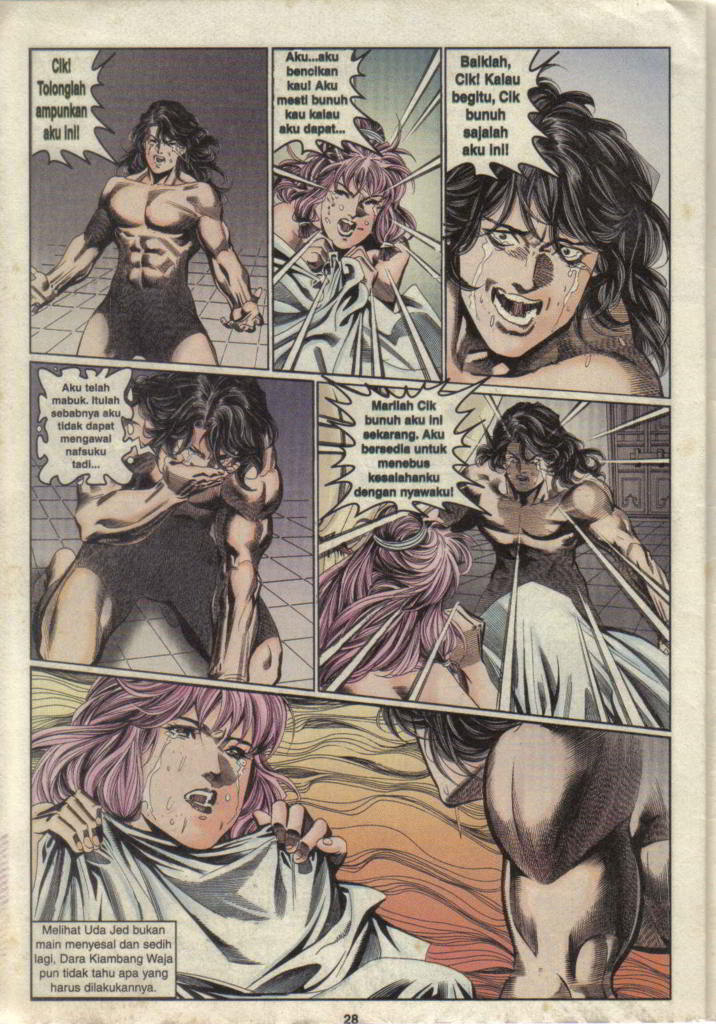 Cik!
Tolonglah
ampunkan
aku ini!
Aku...aku
bencikan
kau! Aku
mesti bunuh
kau kalau
aku dapat...
Baiklah,
Cik! Kalau
begitu, Cik
bunuh
sajalah
aku ini!
Aku telah
mabuk. Itulah
sebabnya aku
tidak dapat
mengawal
nafsuku
tadi...
Marilah Cik
bunuh aku ini
sekarang. Aku
bersedia untuk
menebus
kesalahanku
dengan nyawaku!
Melihat Uda Jed bukan
main menyesal dan sedih
lagi, Dara Kiambang Waja
pun tidak tahu apa yang
harus dilakukannya.
28